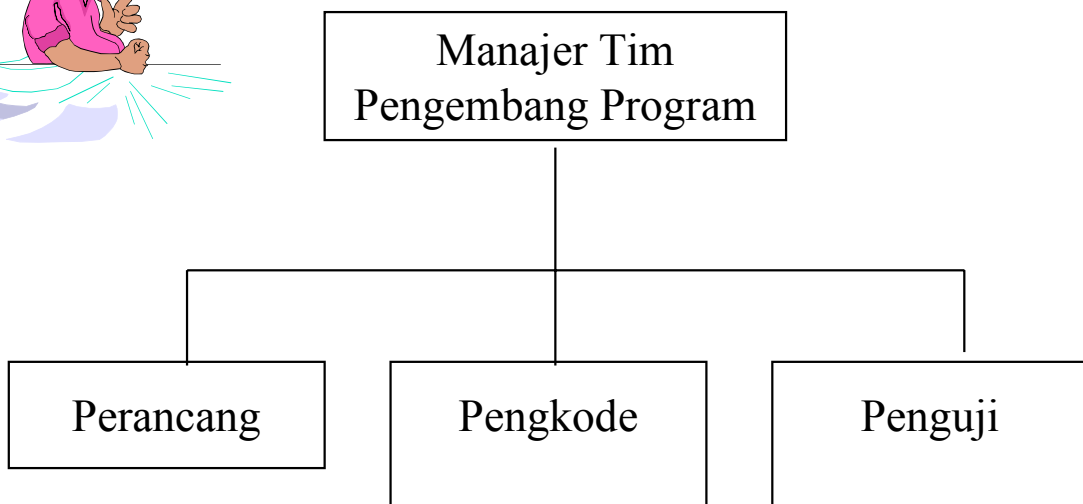 Manajer Tim
Pengembang Program
Perancang
Pengkode
Penguji